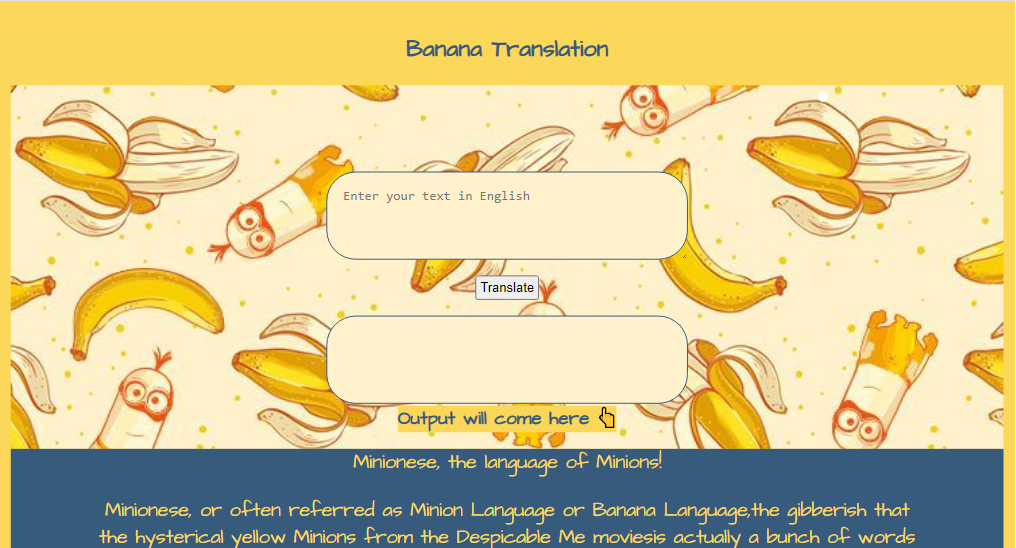 Banana Translation
Enter your text in English
Translate
Output will come here
Minionese, the language of Minions!
Minionese, or often referred as Minion Language or Banana Language,the gibberish that
the hysterical yellow Minions from the Despicable Me moviesis actually a bunch of words